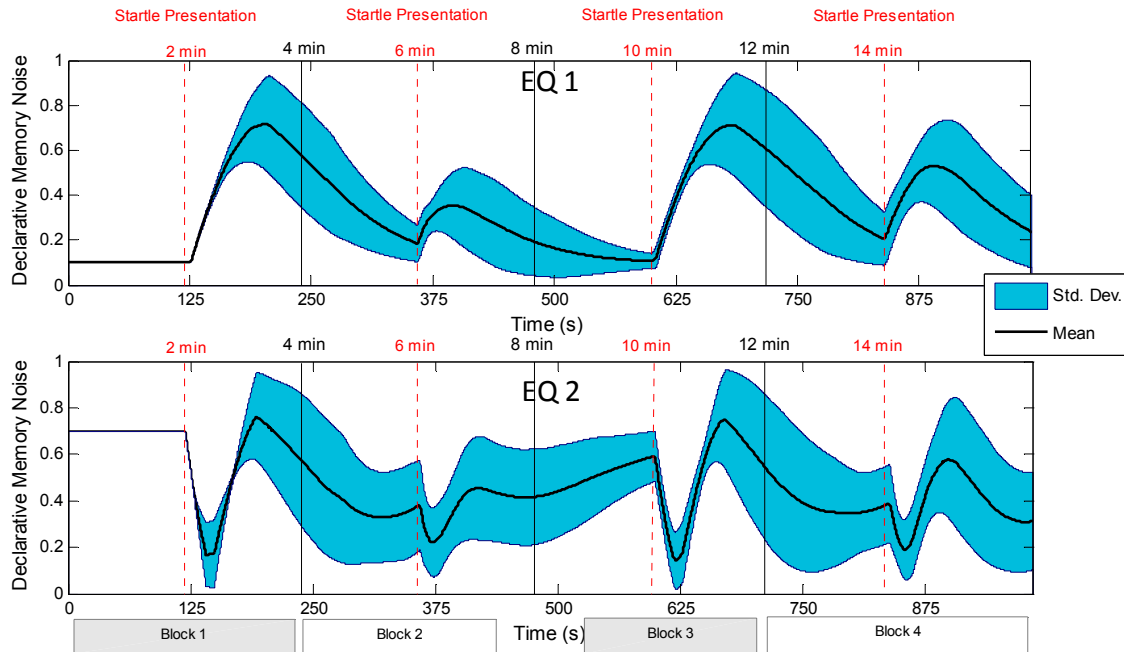 Startle Presentation Startle Presentation Startle Presentation Startle Presentation
2 min 4 min 6 min 8 min 10 min 12 min 14 min
EQ 1
Declarative Memory Noise
1
0.8
0.6
0.4
0.2
0
0 125 250 375 500 625 750 875
Time (s)
Std. Dev.
Mean
2 min 4 min 6 min 8 min 10 min 12 min 14 min
EQ 2
Declarative Memory Noise
1
0.8
0.6
0.4
0.2
0
0 125 250 375 500 625 750 875
Block 1 Block 2 Time (s) Block 3 Block 4